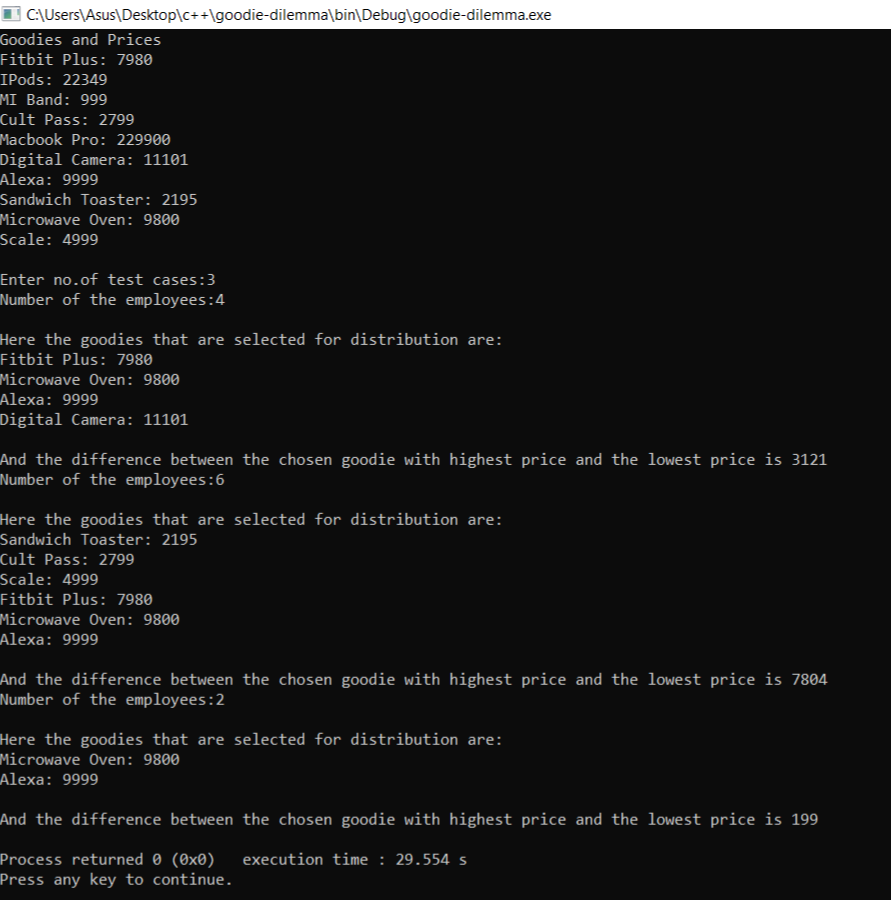 C:\Users\Asus\Desktop\c++\goodie-dilemma\bin\Debug\goodie-dilemma.exe
Goodies and Prices
Fitbit Plus: 7980
IPods: 22349
MI Band: 999
Cult Pass: 2799
Macbook Pro: 229900
Digital Camera: 11101
Alexa: 9999
Sandwich Toaster: 2195
Microwave Oven: 9800
Scale: 4999
Enter no.of test cases:3
Number of the employees:4
Here the goodies that are selected for distribution are:
Fitbit Plus: 7980
Microwave Oven: 9800
Alexa: 9999
Digital Camera: 11101
And the difference between the chosen goodie with highest price and the lowest price is 3121
Number of the employees:6
Here the goodies that are selected for distribution are:
Sandwich Toaster: 2195
Cult Pass: 2799
Scale: 4999
Fitbit Plus: 7980
Microwave Oven: 9800
Alexa: 9999
And the difference between the chosen goodie with highest price and the lowest price is 7804
Number of the employees:2
Here the goodies that are selected for distribution are:
Microwave Oven: 9800
Alexa: 9999
And the difference between the chosen goodie with highest price and the lowest price is 199
Process returned 0 (0x0)   execution time : 29.554 s
Press any key to continue.